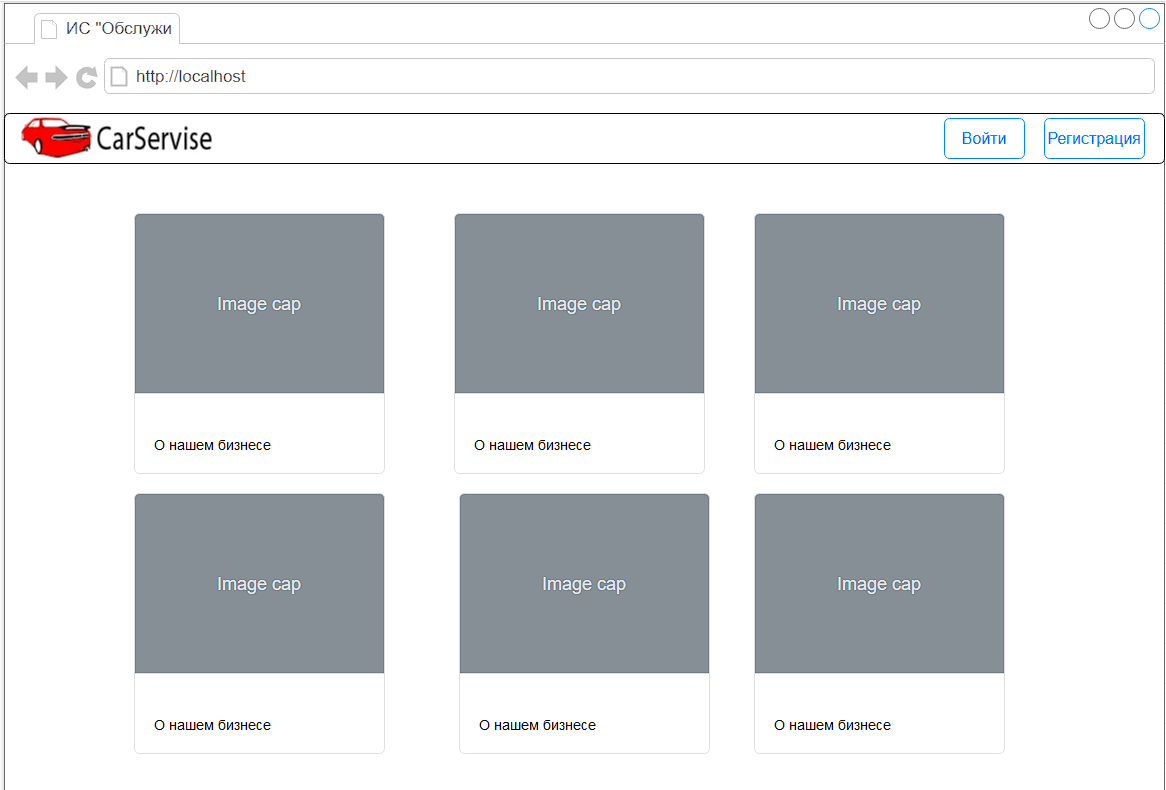 ИС "Обслужи
http://localhost
CarServise
Войти
Регистрация
Image cap
Image cap
Image cap
О нашем бизнесе
О нашем бизнесе
О нашем бизнесе
Image cap
Image cap
Image cap
О нашем бизнесе
О нашем бизнесе
О нашем бизнесе